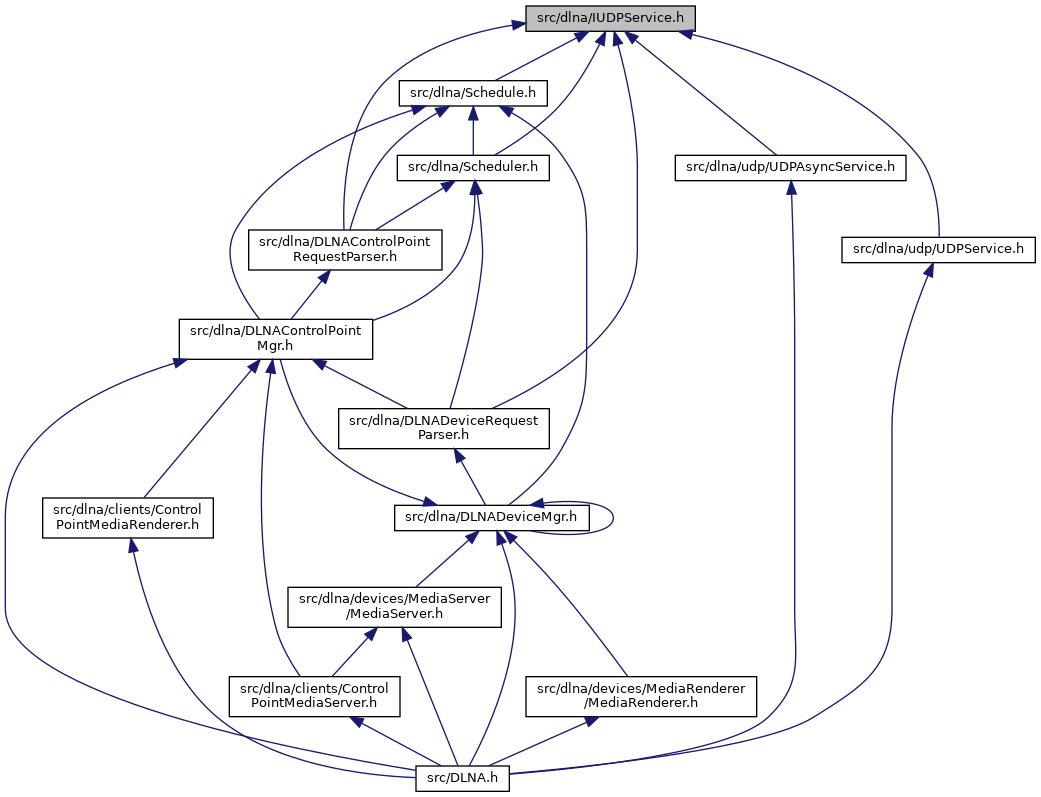 src/dlna/IUDPService.h
src/dlna/Schedule.h
src/dlna/Scheduler.h
src/dlna/udp/UDPAsyncService.h
src/dlna/DLNAControlPoint
RequestParser.h
src/dlna/udp/UDPService.h
src/dlna/DLNAControlPoint
Mgr.h
src/dlna/DLNADeviceRequest
Parser.h
src/dlna/clients/Control
PointMediaRenderer.h
src/dlna/DLNADeviceMgr.h
src/dlna/devices/MediaServer
/MediaServer.h
src/dlna/clients/Control
PointMediaServer.h
src/dlna/devices/MediaRenderer
/MediaRenderer.h
src/DLNA.h